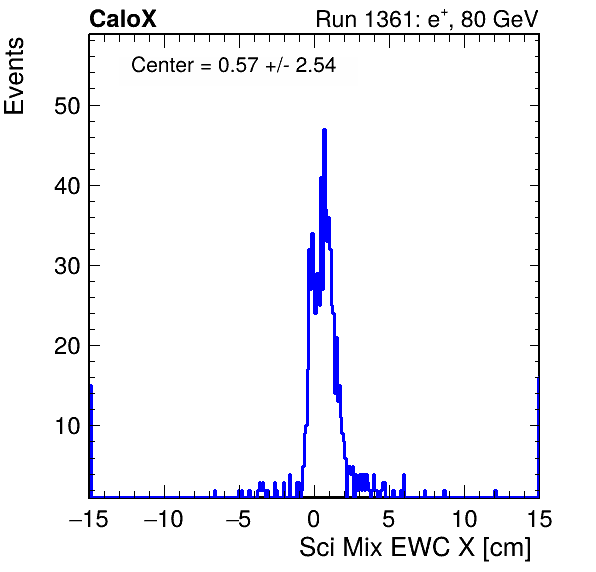 CaloX
Run 1361: e+, 80 GeV
Center = 0.57 +/- 2.54
Events
50
40
30
20
10
−15 −10 −5 0 5 10 15
Sci Mix EWC X [cm]